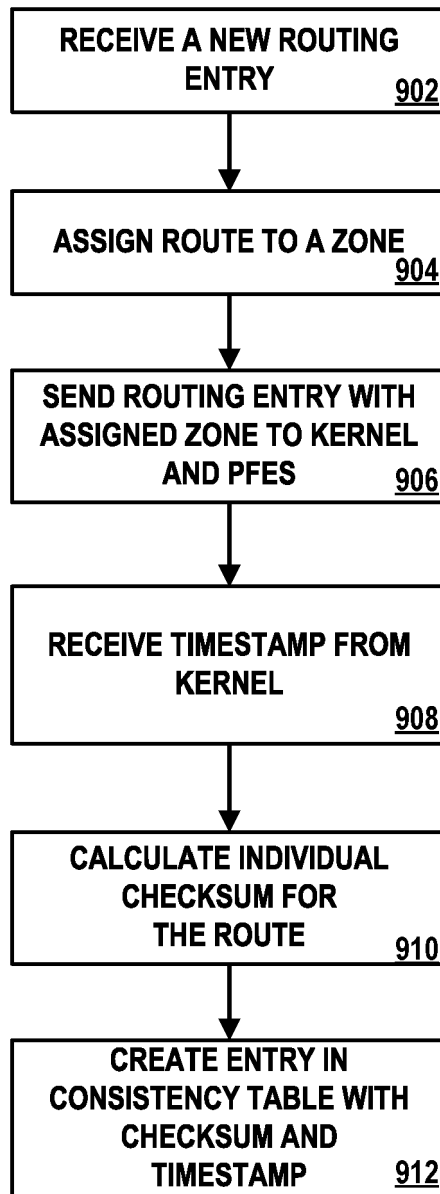 RECEIVE A NEW ROUTING
ENTRY
902
ASSIGN ROUTE TO A ZONE
904
SEND ROUTING ENTRY WITH
ASSIGNED ZONE TO KERNEL
AND PFES
906
RECEIVE TIMESTAMP FROM
KERNEL
908
CALCULATE INDIVIDUAL
CHECKSUM FOR
THE ROUTE
910
CREATE ENTRY IN
CONSISTENCY TABLE WITH
CHECKSUM AND
TIMESTAMP
912